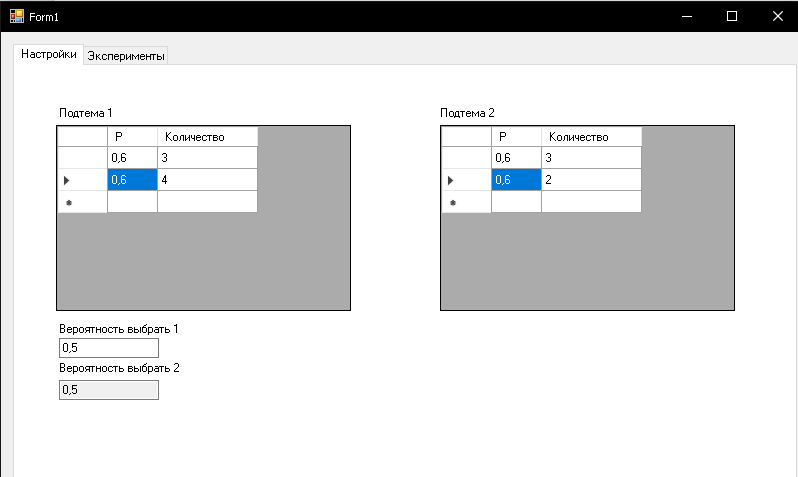 Form1
Настройки Эксперименты
Подтема 1 Подтема 2
P Количество P Количество
0,6 3 0,6 3
0,6 4 0,6 2
Вероятность выбрать 1
0,5
Вероятность выбрать 2
0,5